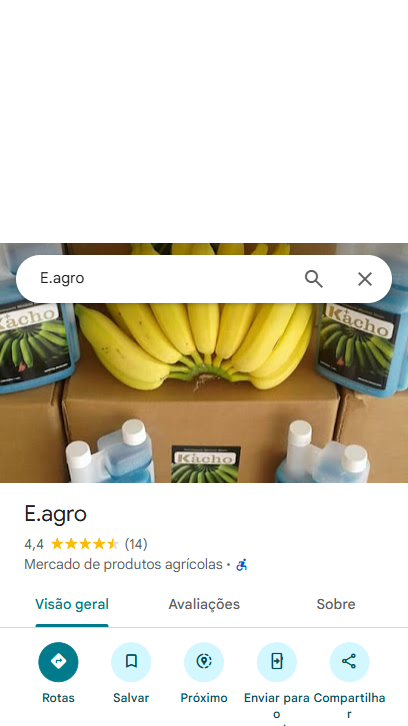 E.agro
Kacho
Kacho
Kacho
E.agro
4,4 (14)
Mercado de produtos agrícolas ·
Visão geral
Avaliações
Sobre
Rotas
Salvar
Próximo
Enviar para o
Compartilhar